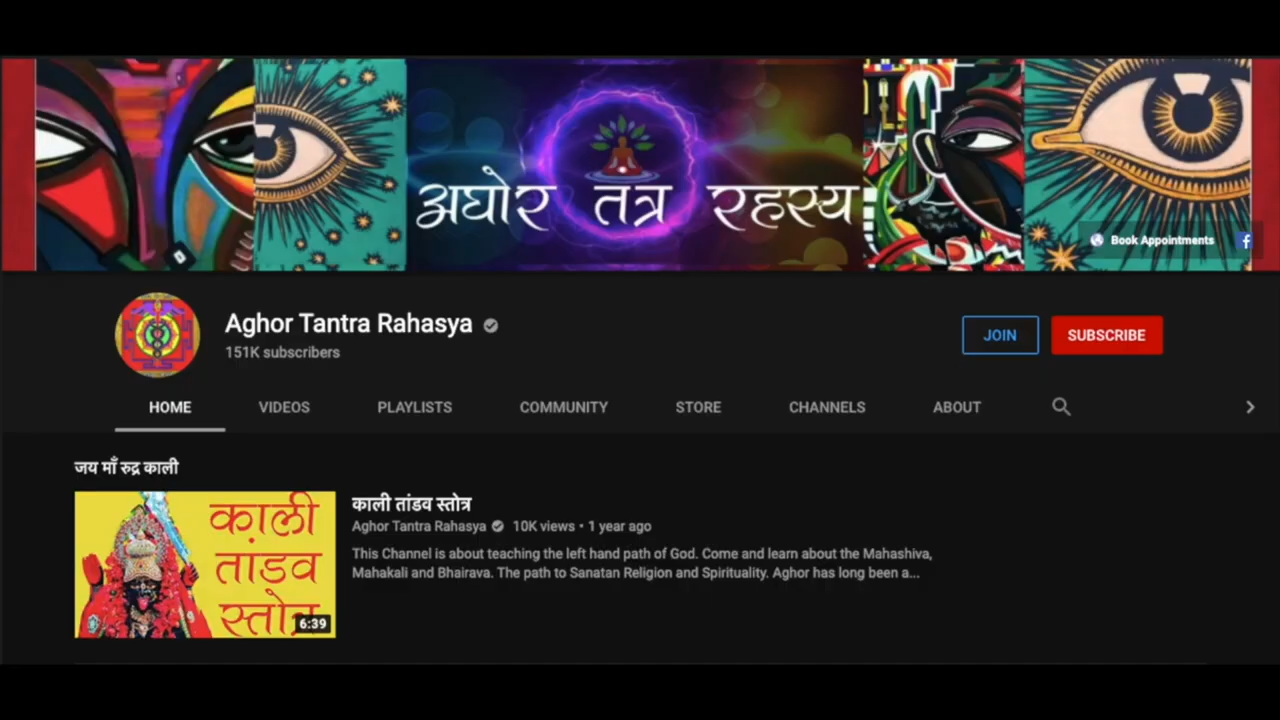 अघोर तत्र रहस्य
Book Appointments
Aghor Tantra Rahasya
151K subscribers
JOIN
SUBSCRIBE
HOME VIDEOS PLAYLISTS COMMUNITY STORE CHANNELS ABOUT
जय माँ रुद्र काली
काली
तांडव
स्तोत्र
6:39
काली तांडव स्तोत्र
Aghor Tantra Rahasya 10K views • 1 year ago
This Channel is about teaching the left hand path of God. Come and learn about the Mahashiva,
Mahakali and Bhairava. The path to Sanatan Religion and Spirituality. Aghor has long been a...